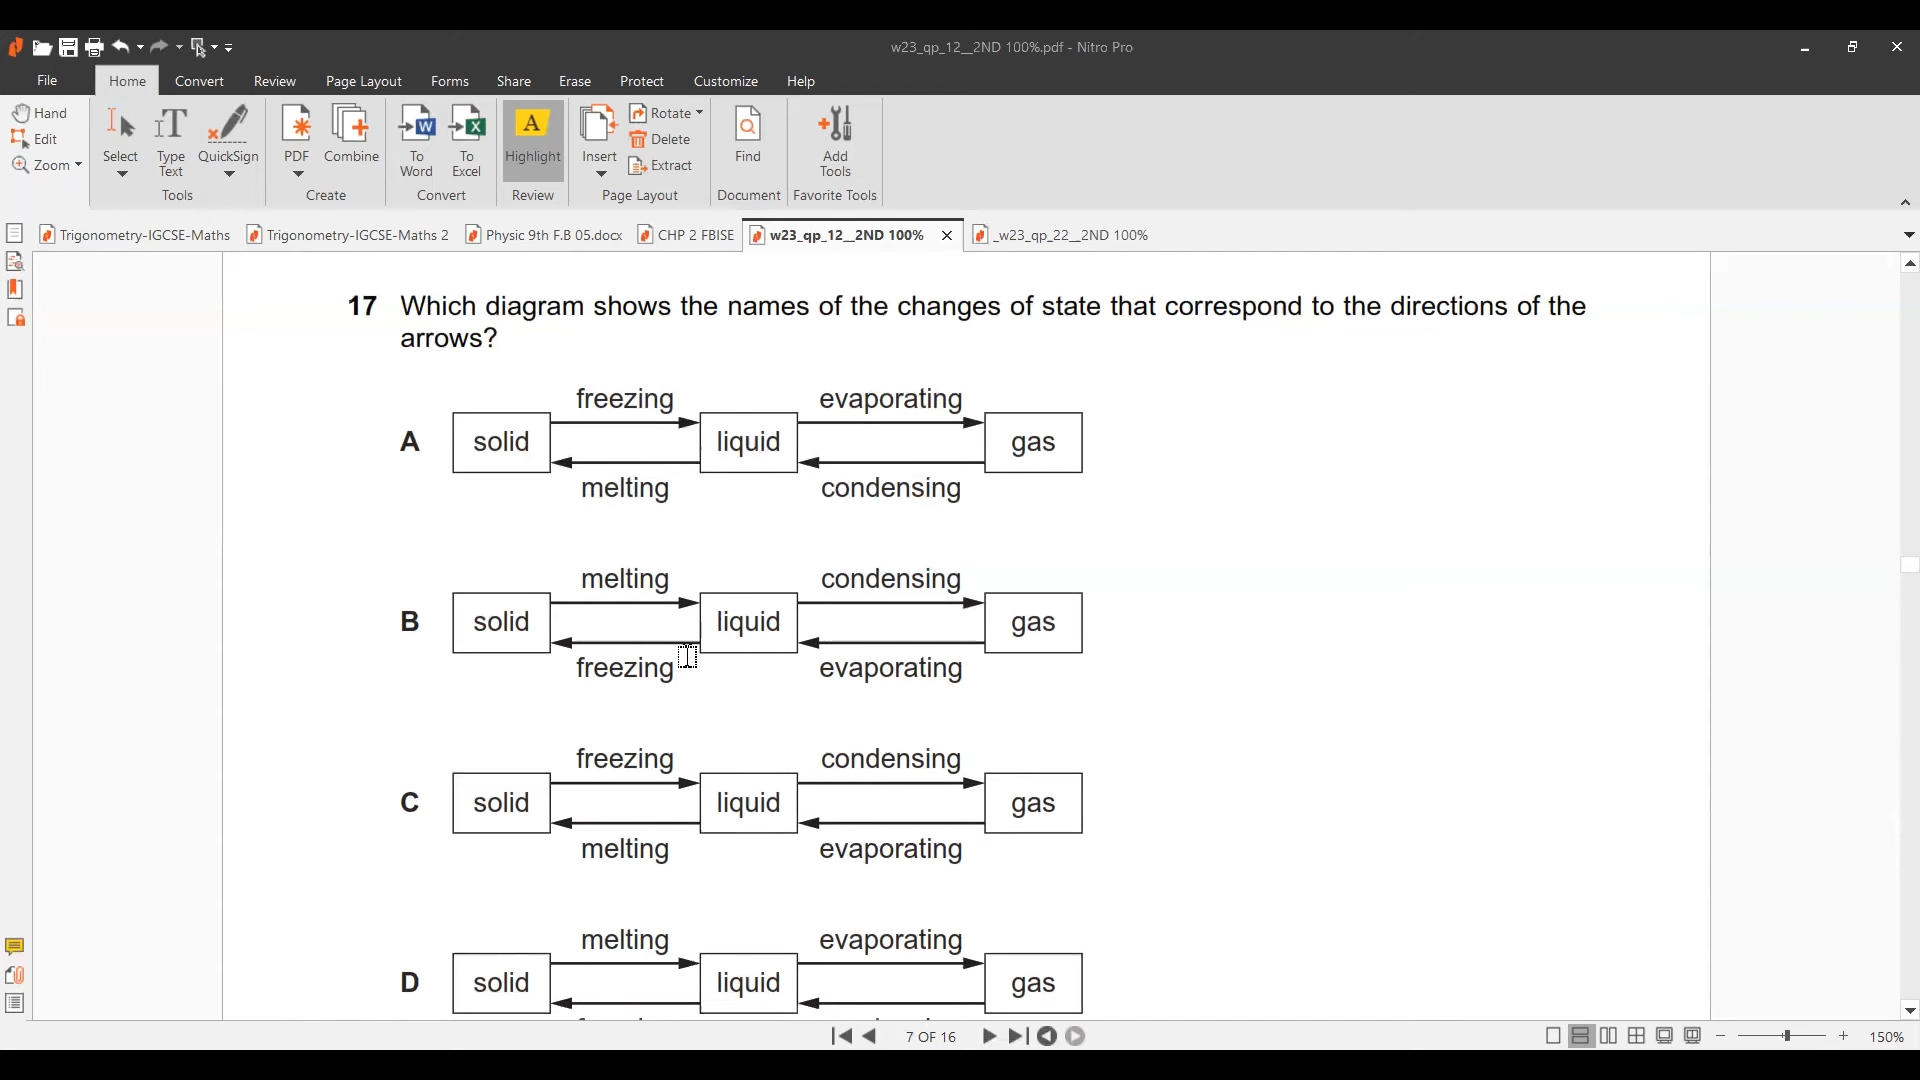 w23_qp_12__2ND 100%.pdf - Nitro Pro
File Home Convert Review Page Layout Forms Share Erase Protect Customize Help
Hand
Edit
Zoom
Select
Type Text
QuickSign
Tools
PDF
Combine
Create
To Word
To Excel
Convert
Highlight
Review
Insert
Rotate
Delete
Extract
Page Layout
Find
Document
Add Tools
Favorite Tools
Trigonometry-IGCSE-Maths Trigonometry-IGCSE-Maths 2 Physic 9th F.B 05.docx CHP 2 FBISE w23_qp_12__2ND 100% _w23_qp_22__2ND 100%
17 Which diagram shows the names of the changes of state that correspond to the directions of the
arrows?
freezing evaporating
A solid liquid gas
melting condensing
melting condensing
B solid liquid gas
freezing evaporating
freezing condensing
C solid liquid gas
melting evaporating
melting evaporating
D solid liquid gas
7 OF 16
150%